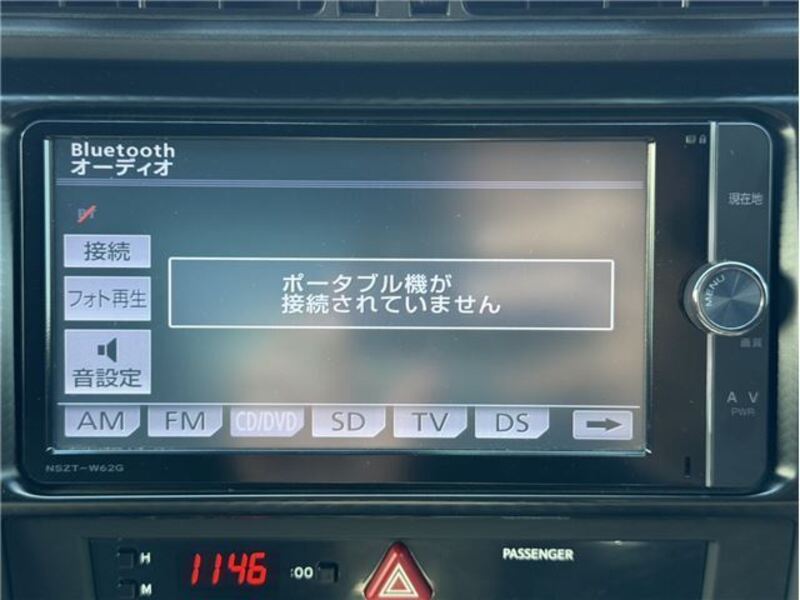 Bluetooth
オーディオ
現在地
接続
ポータブル機が
接続されていません
フォト再生
MENU
音設定
画質
AV
PWR
AM FM CD/DVD SD TV DS
NSZT-W62G
H
1146 :00
M
PASSENGER